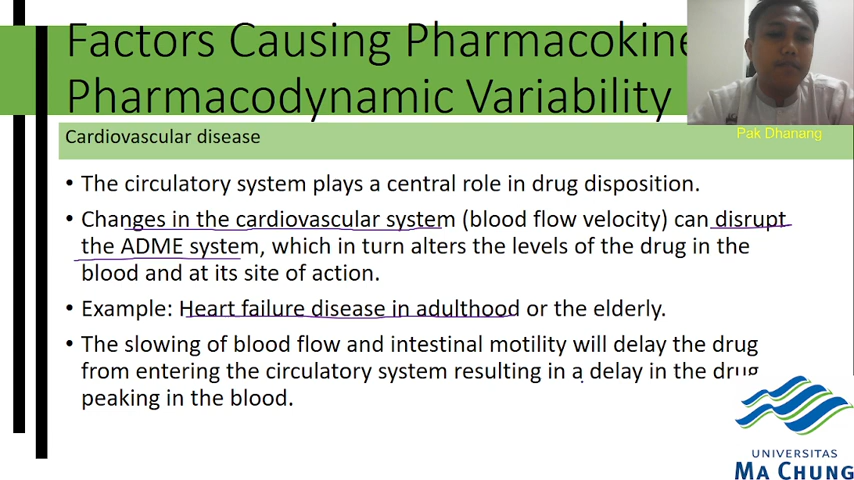 Factors Causing
Pharmacodynamic Variability
Pak Dhanang
Cardiovascular disease
• The circulatory system plays a central role in drug disposition.
• Changes in the cardiovascular system (blood flow velocity) can disrupt
the ADME system, which in turn alters the levels of the drug in the
blood and at its site of action.
• Example: Heart failure disease in adulthood or the elderly.
• The slowing of blood flow and intestinal motility will delay the drug
from entering the circulatory system resulting in a delay in the drug
peaking in the blood.
UNIVERSITAS
MA CHUNG